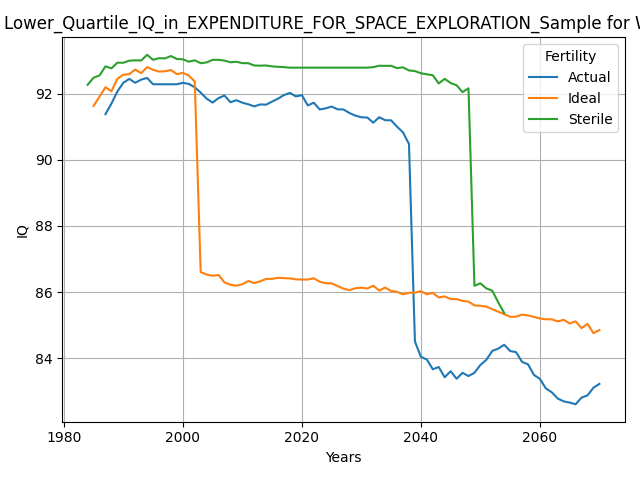 Lower_Quartile_IQ_in_EXPENDITURE_FOR_SPACE_EXPLORATION_Sample for
Fertility
Actual
Ideal
Sterile
IQ
92
90
88
86
84
1980 2000 2020 2040 2060
Years